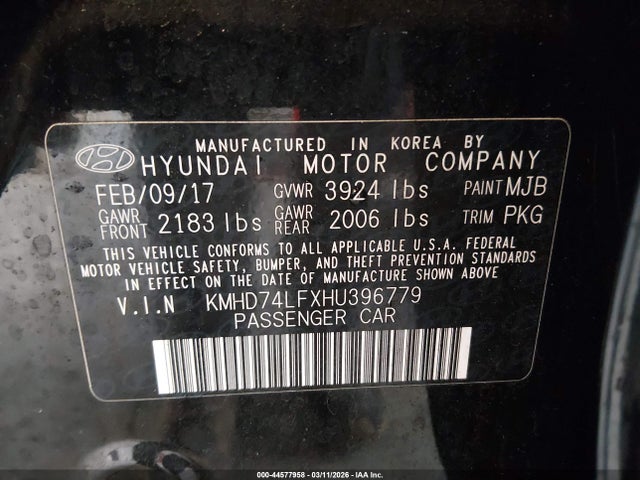 MANUFACTURED IN KOREA BY
HYUNDAI MOTOR COMPANY
FEB/09/17 GVWR 3924 lbs PAINT MJB
GAWR FRONT 2183 lbs GAWR REAR 2006 lbs TRIM PKG
THIS VEHICLE CONFORMS TO ALL APPLICABLE U.S.A. FEDERAL
MOTOR VEHICLE SAFETY, BUMPER, AND THEFT PREVENTION STANDARDS
IN EFFECT ON THE DATE OF MANUFACTURE SHOWN ABOVE
V.I.N KMHD74LFXHU396779
PASSENGER CAR
000-44577958 - 03/11/2026 - IAA Inc.